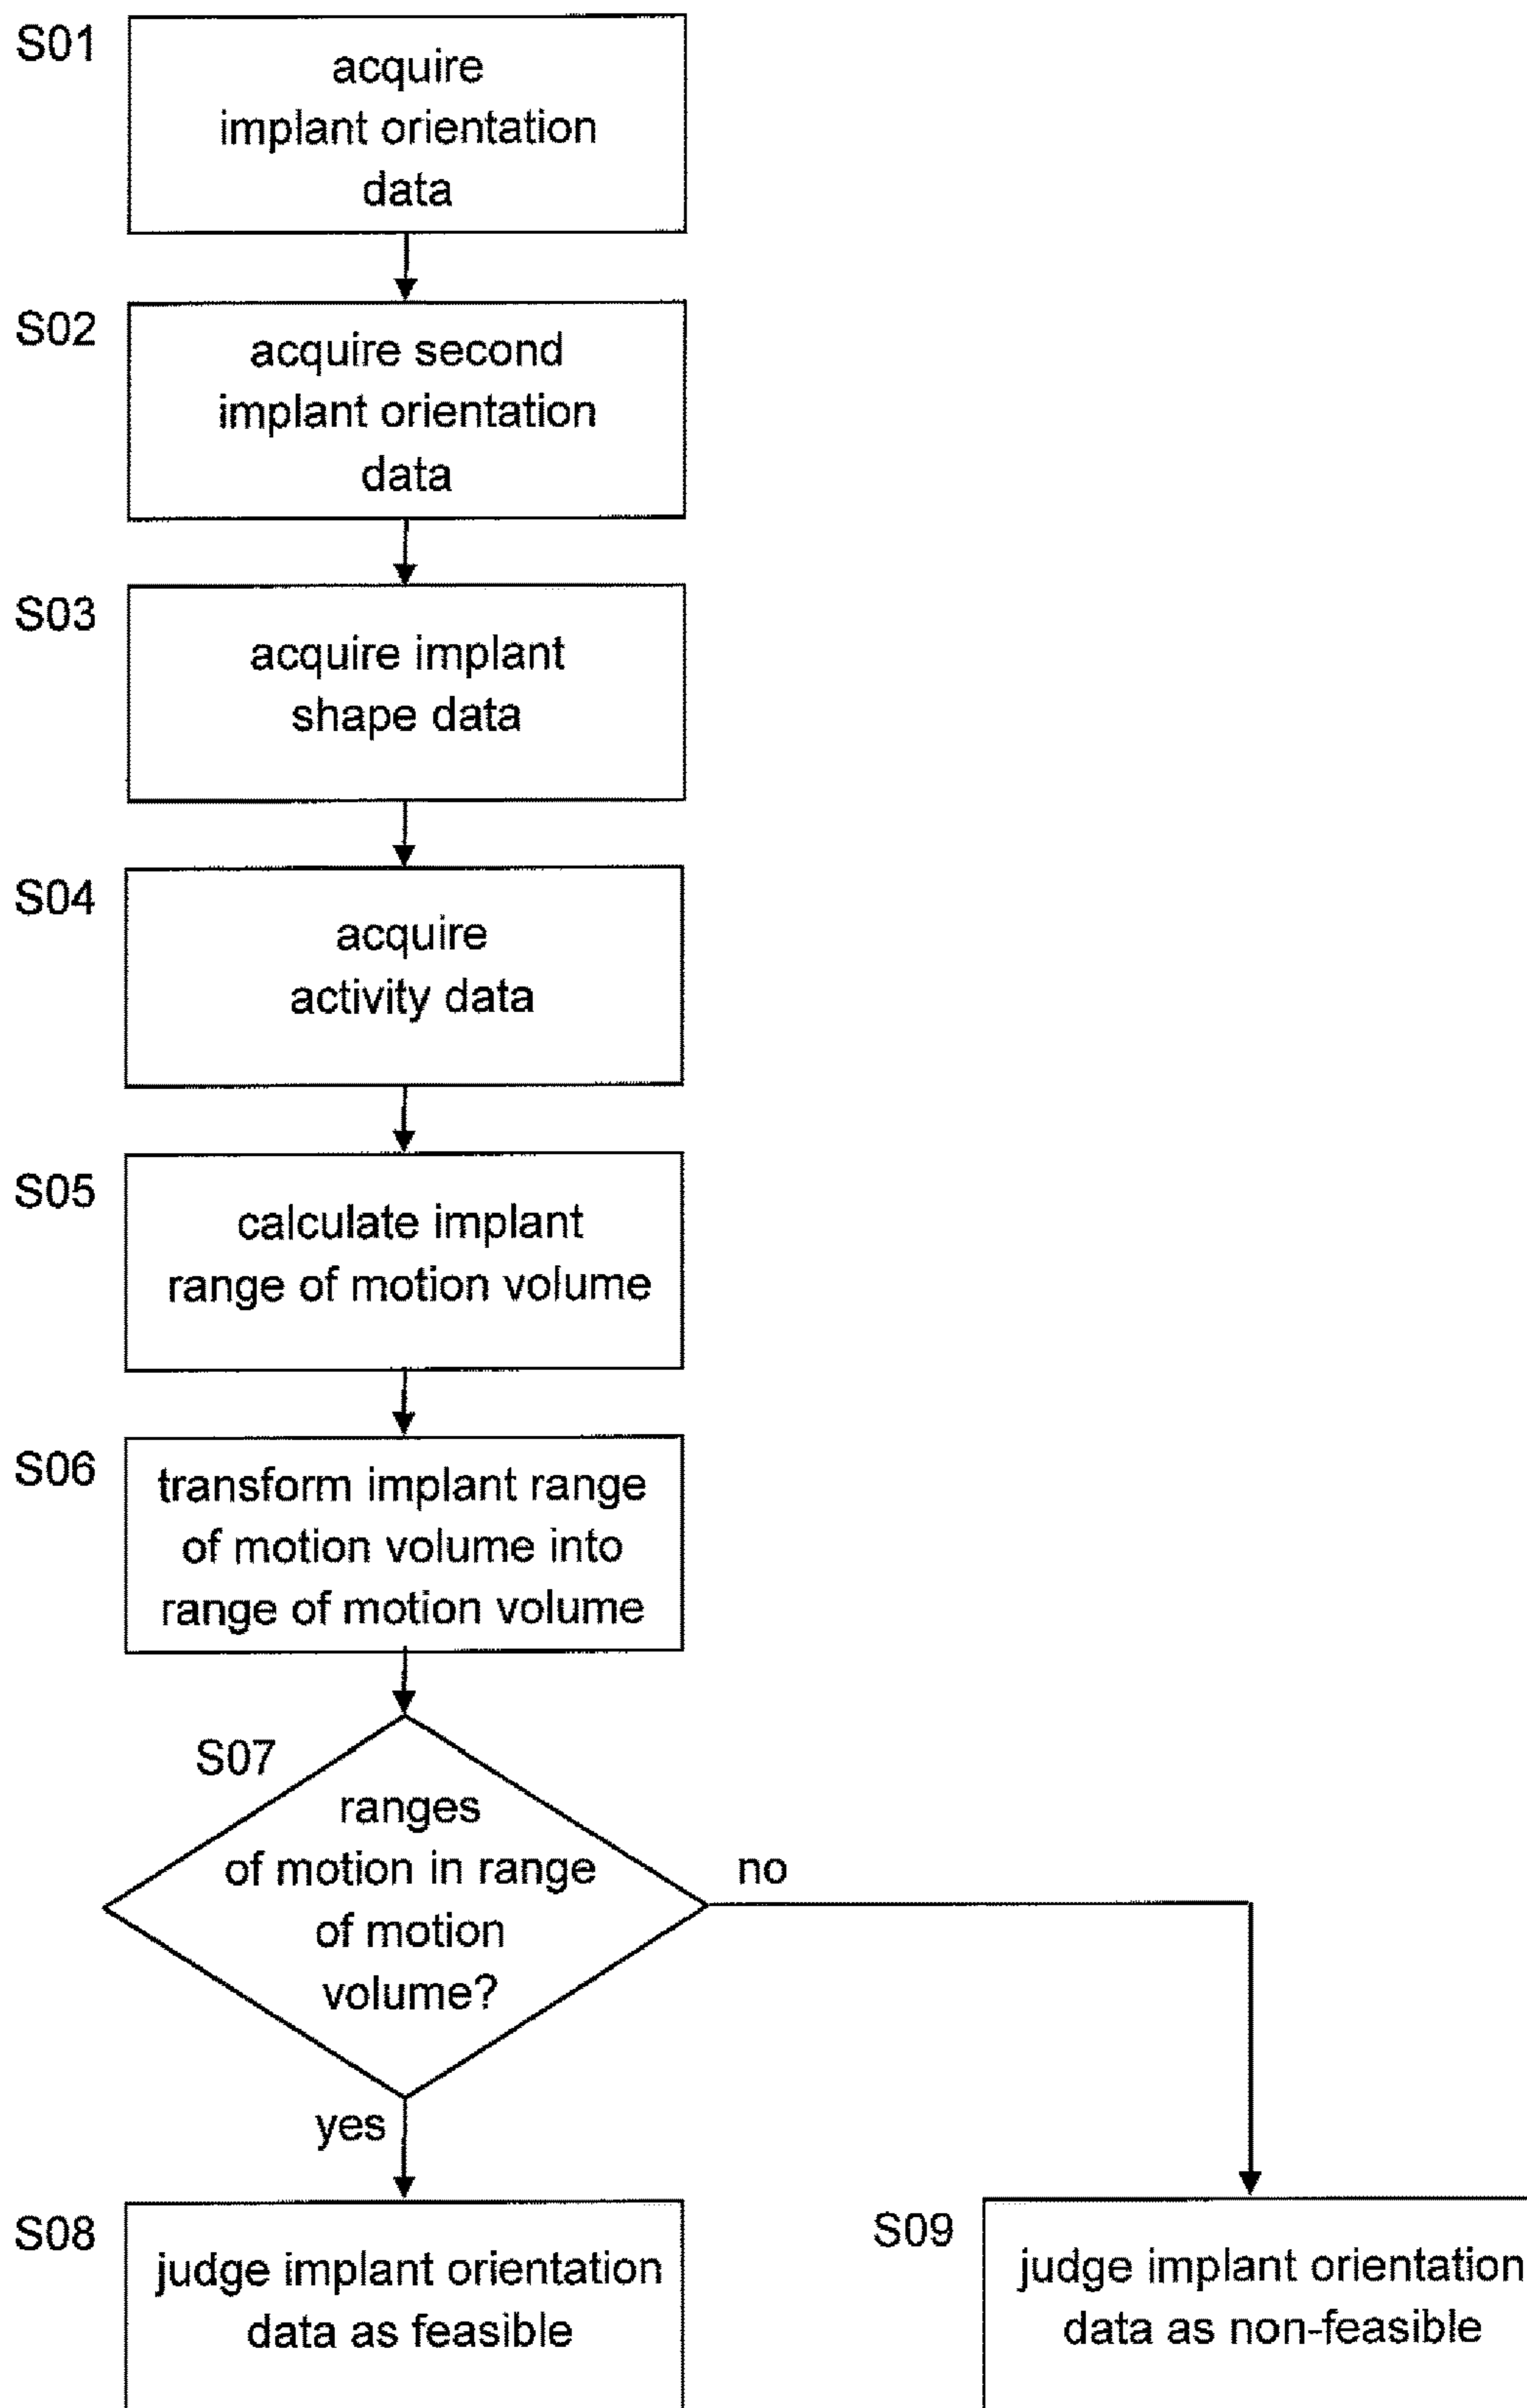 S01
acquire
implant orientation
data
S02
acquire second
implant orientation
data
S03
acquire implant
shape data
S04
acquire
activity data
S05
calculate implant
range of motion volume
S06
transform implant range
of motion volume into
range of motion volume
S07
ranges
of motion in range
of motion
volume?
no
yes
S08
judge implant orientation
data as feasible
S09
judge implant orientation
data as non-feasible